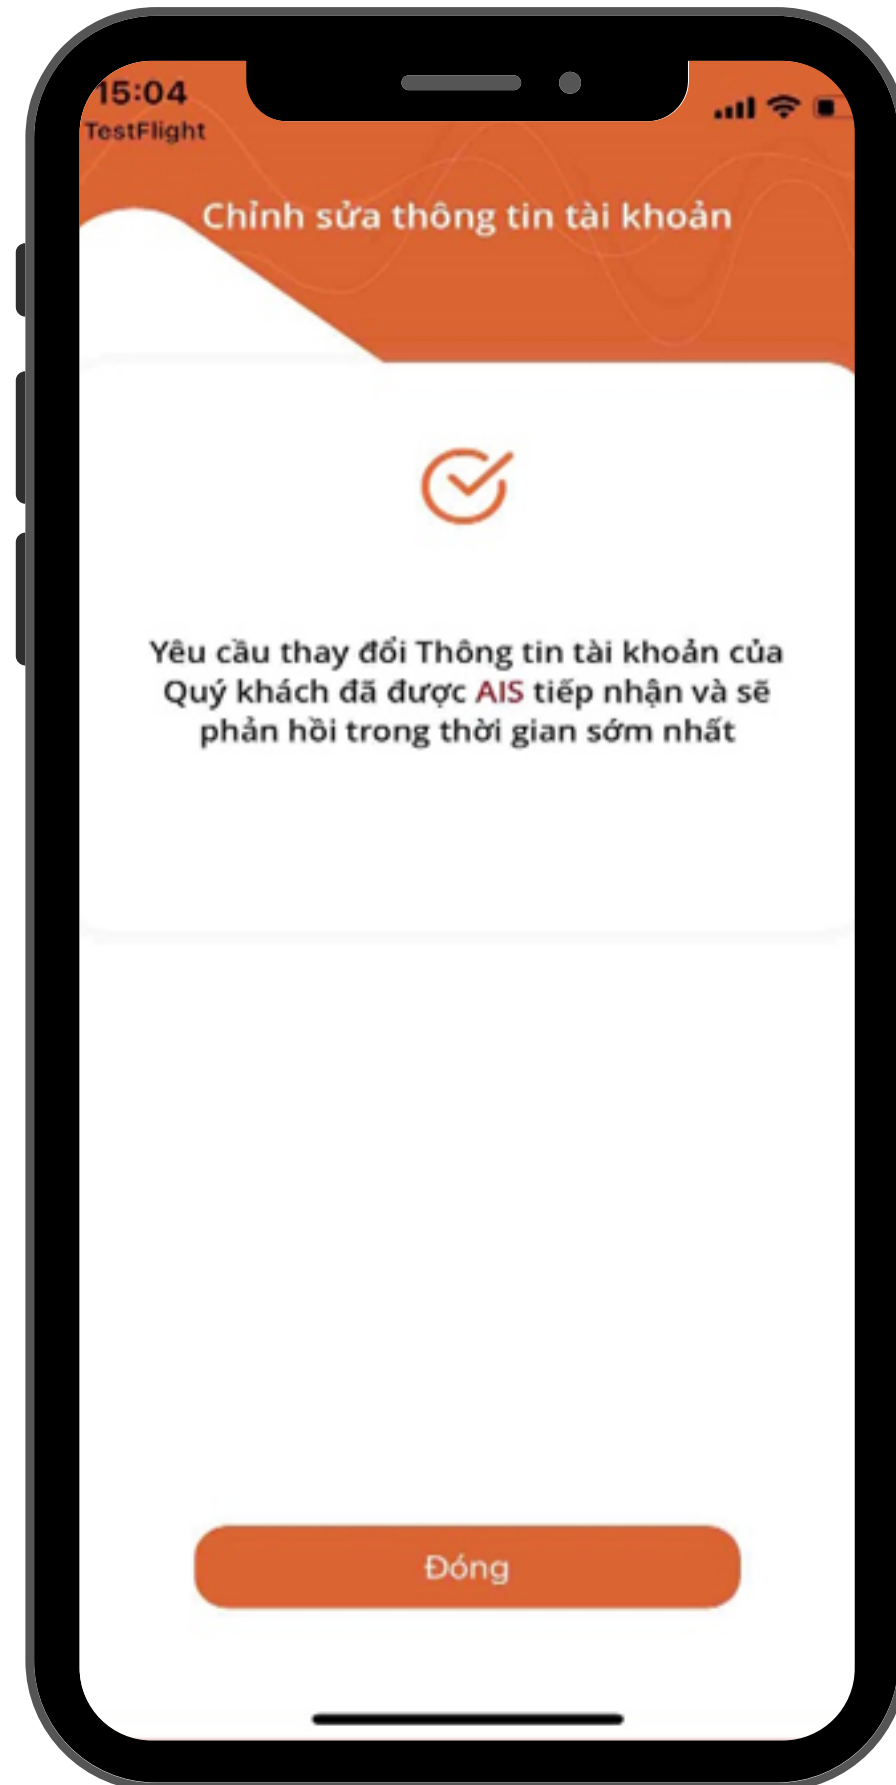 15:04
TestFlight
Chỉnh sửa thông tin tài khoản
Yêu cầu thay đổi Thông tin tài khoản của
Quý khách đã được AIS tiếp nhận và sẽ
phản hồi trong thời gian sớm nhất
Đóng